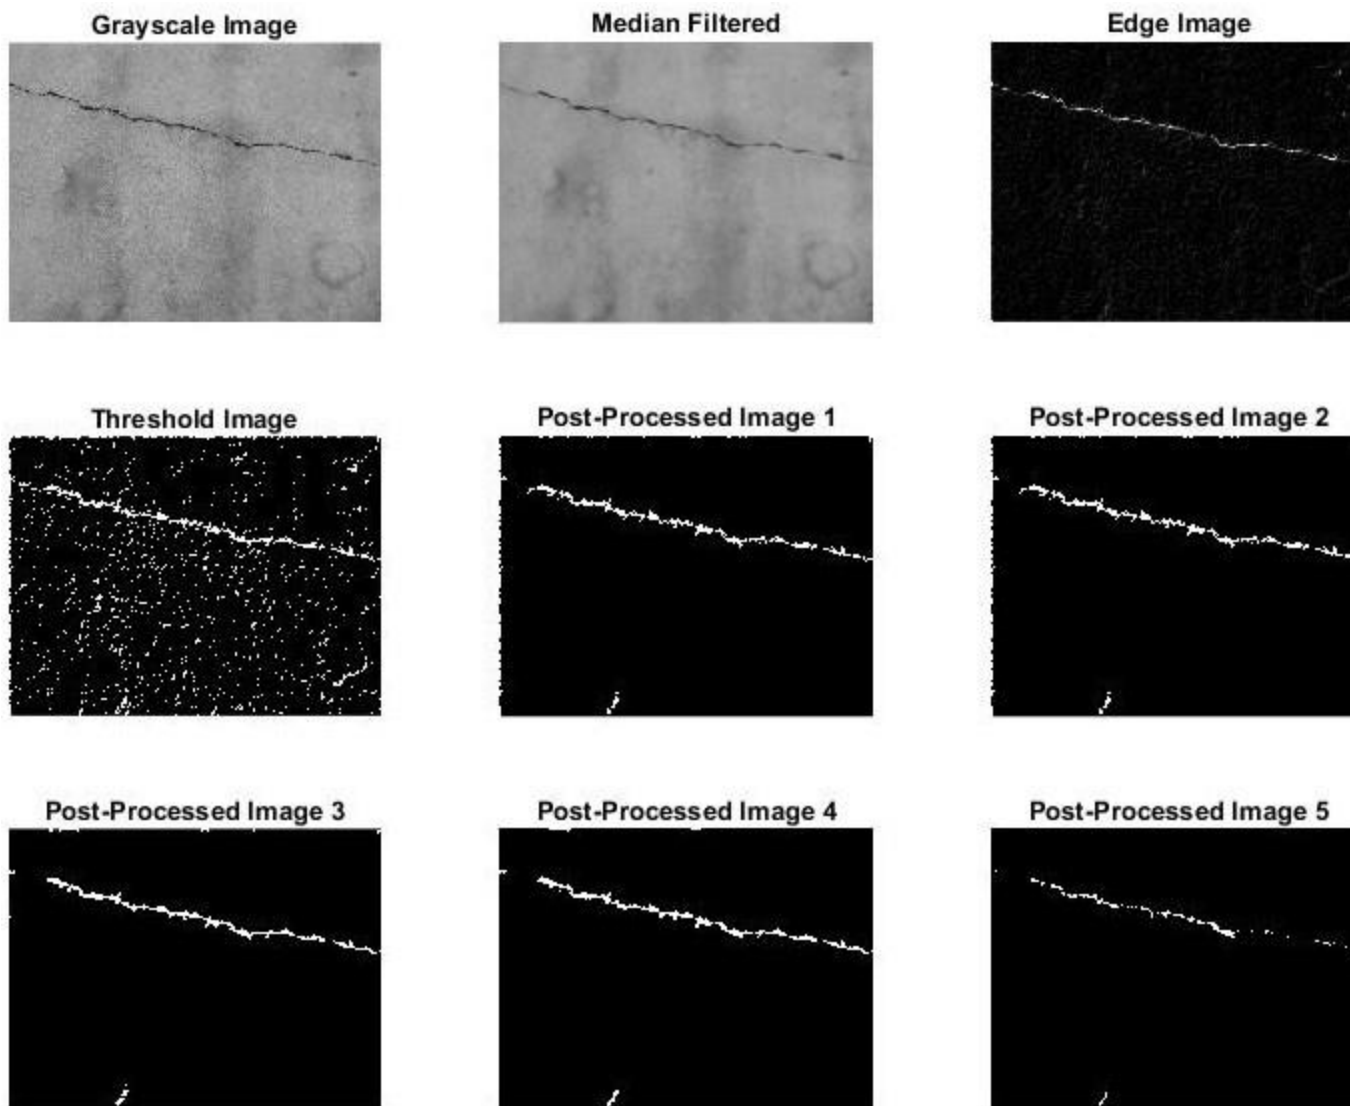 Grayscale Image
Median Filtered
Edge Image
Threshold Image
Post-Processed Image 1
Post-Processed Image 2
Post-Processed Image 3
Post-Processed Image 4
Post-Processed Image 5